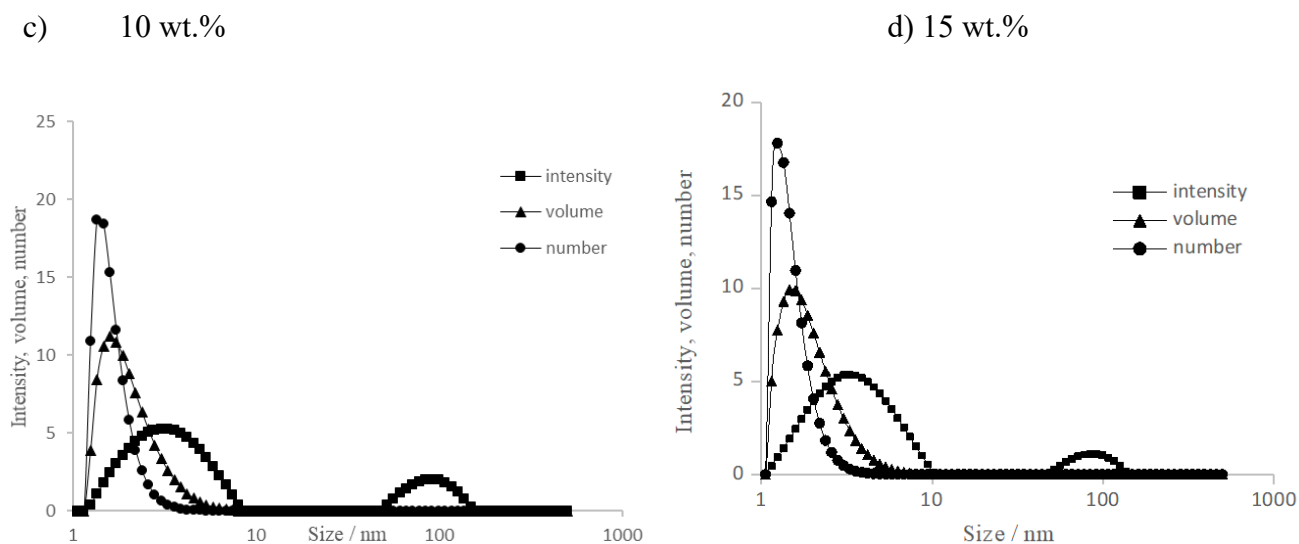 c) 10 wt.%
25
20
15
10
5
0
Intensity, volume, number
intensity
volume
number
1
10
100
1000
Size / nm
d) 15 wt.%
20
15
10
5
0
Intensity, volume, number
intensity
volume
number
1
10
100
1000
Size / nm